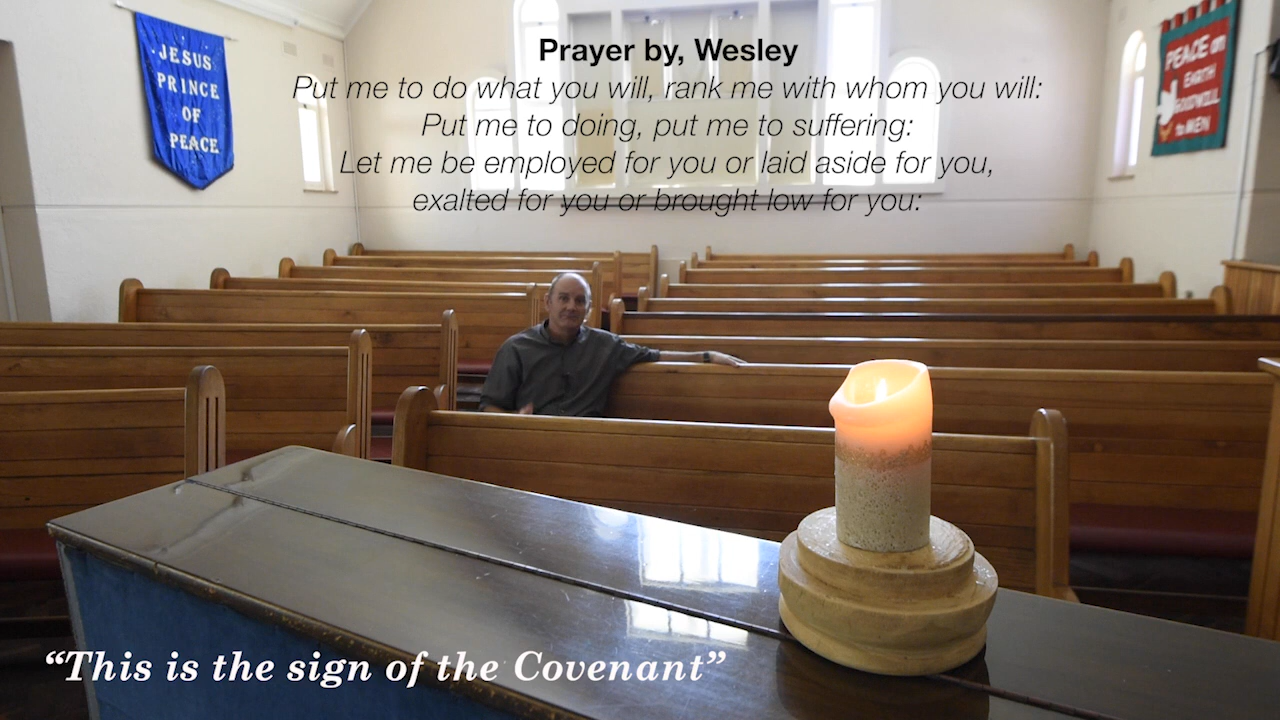 JESUS
PRINCE
OF
PEACE
Prayer by, Wesley
Put me to do what you will, rank me with whom you will:
Put me to doing, put me to suffering:
Let me be employed for you or laid aside for you,
exalted for you or brought low for you:
PEACE on
EARTH
GOODWILL
to MEN
“This is the sign of the Covenant”